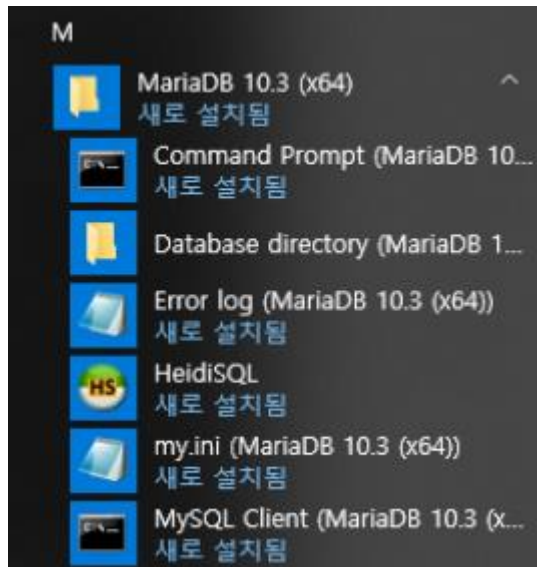 M
MariaDB 10.3 (x64)
새로 설치됨
Command Prompt (MariaDB 10...
새로 설치됨
Database directory (MariaDB 1...
Error log (MariaDB 10.3 (x64))
새로 설치됨
HS
HeidiSQL
새로 설치됨
my.ini (MariaDB 10.3 (x64))
새로 설치됨
MySQL Client (MariaDB 10.3 (x...
새로 설치됨